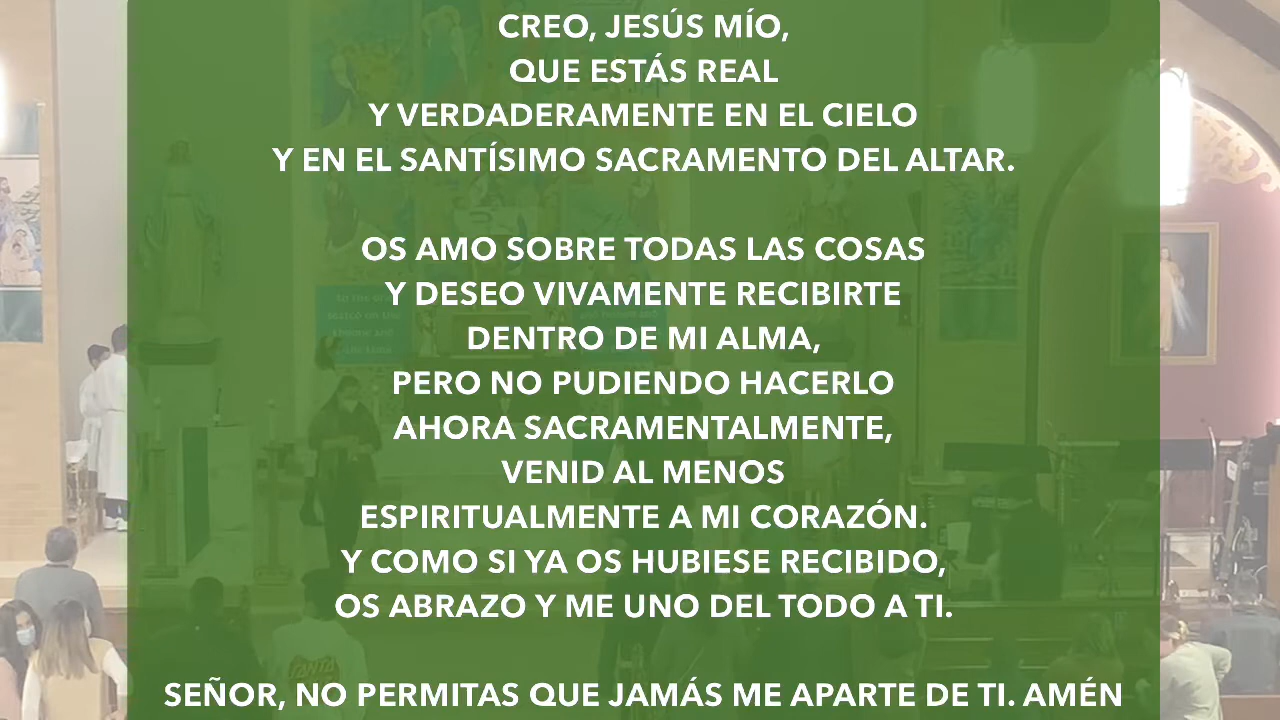 CREO, JESÚS MÍO,
QUE ESTÁS REAL
Y VERDADERAMENTE EN EL CIELO
Y EN EL SANTÍSIMO SACRAMENTO DEL ALTAR.
OS AMO SOBRE TODAS LAS COSAS
Y DESEO VIVAMENTE RECIBIRTE
DENTRO DE MI ALMA,
PERO NO PUDIENDO HACERLO
AHORA SACRAMENTALMENTE,
VENID AL MENOS
ESPIRITUALMENTE A MI CORAZÓN.
Y COMO SI YA OS HUBIESE RECIBIDO,
OS ABRAZO Y ME UNO DEL TODO A TI.
SEÑOR, NO PERMITAS QUE JAMÁS ME APARTE DE TI. AMÉN